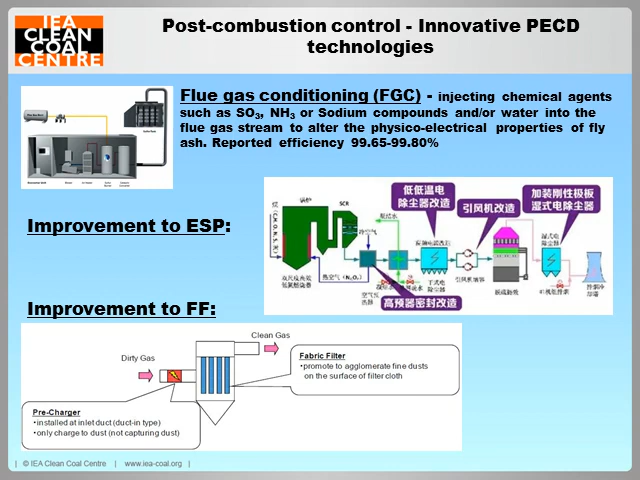 IEA
CLEAN
COAL
CENTRE
Post-combustion control - Innovative PECD
technologies
Flue gas conditioning (FGC) - injecting chemical agents
such as SO₃, NH₃ or Sodium compounds and/or water into the
flue gas stream to alter the physico-electrical properties of fly
ash. Reported efficiency 99.65-99.80%
Improvement to ESP:
锅炉
SCR
低低温电
除尘器改造
引风机改造
加装刚性极板
湿式电除尘器
高预器密封改造
Improvement to FF:
Clean Gas
Dirty Gas
Fabric Filter
•promote to agglomerate fine dusts
on the surface of filter cloth
Pre-Charger
•installed at inlet duct (duct-in type)
•only charge to dust (not capturing dust)
| © IEA Clean Coal Centre | www.iea-coal.org |